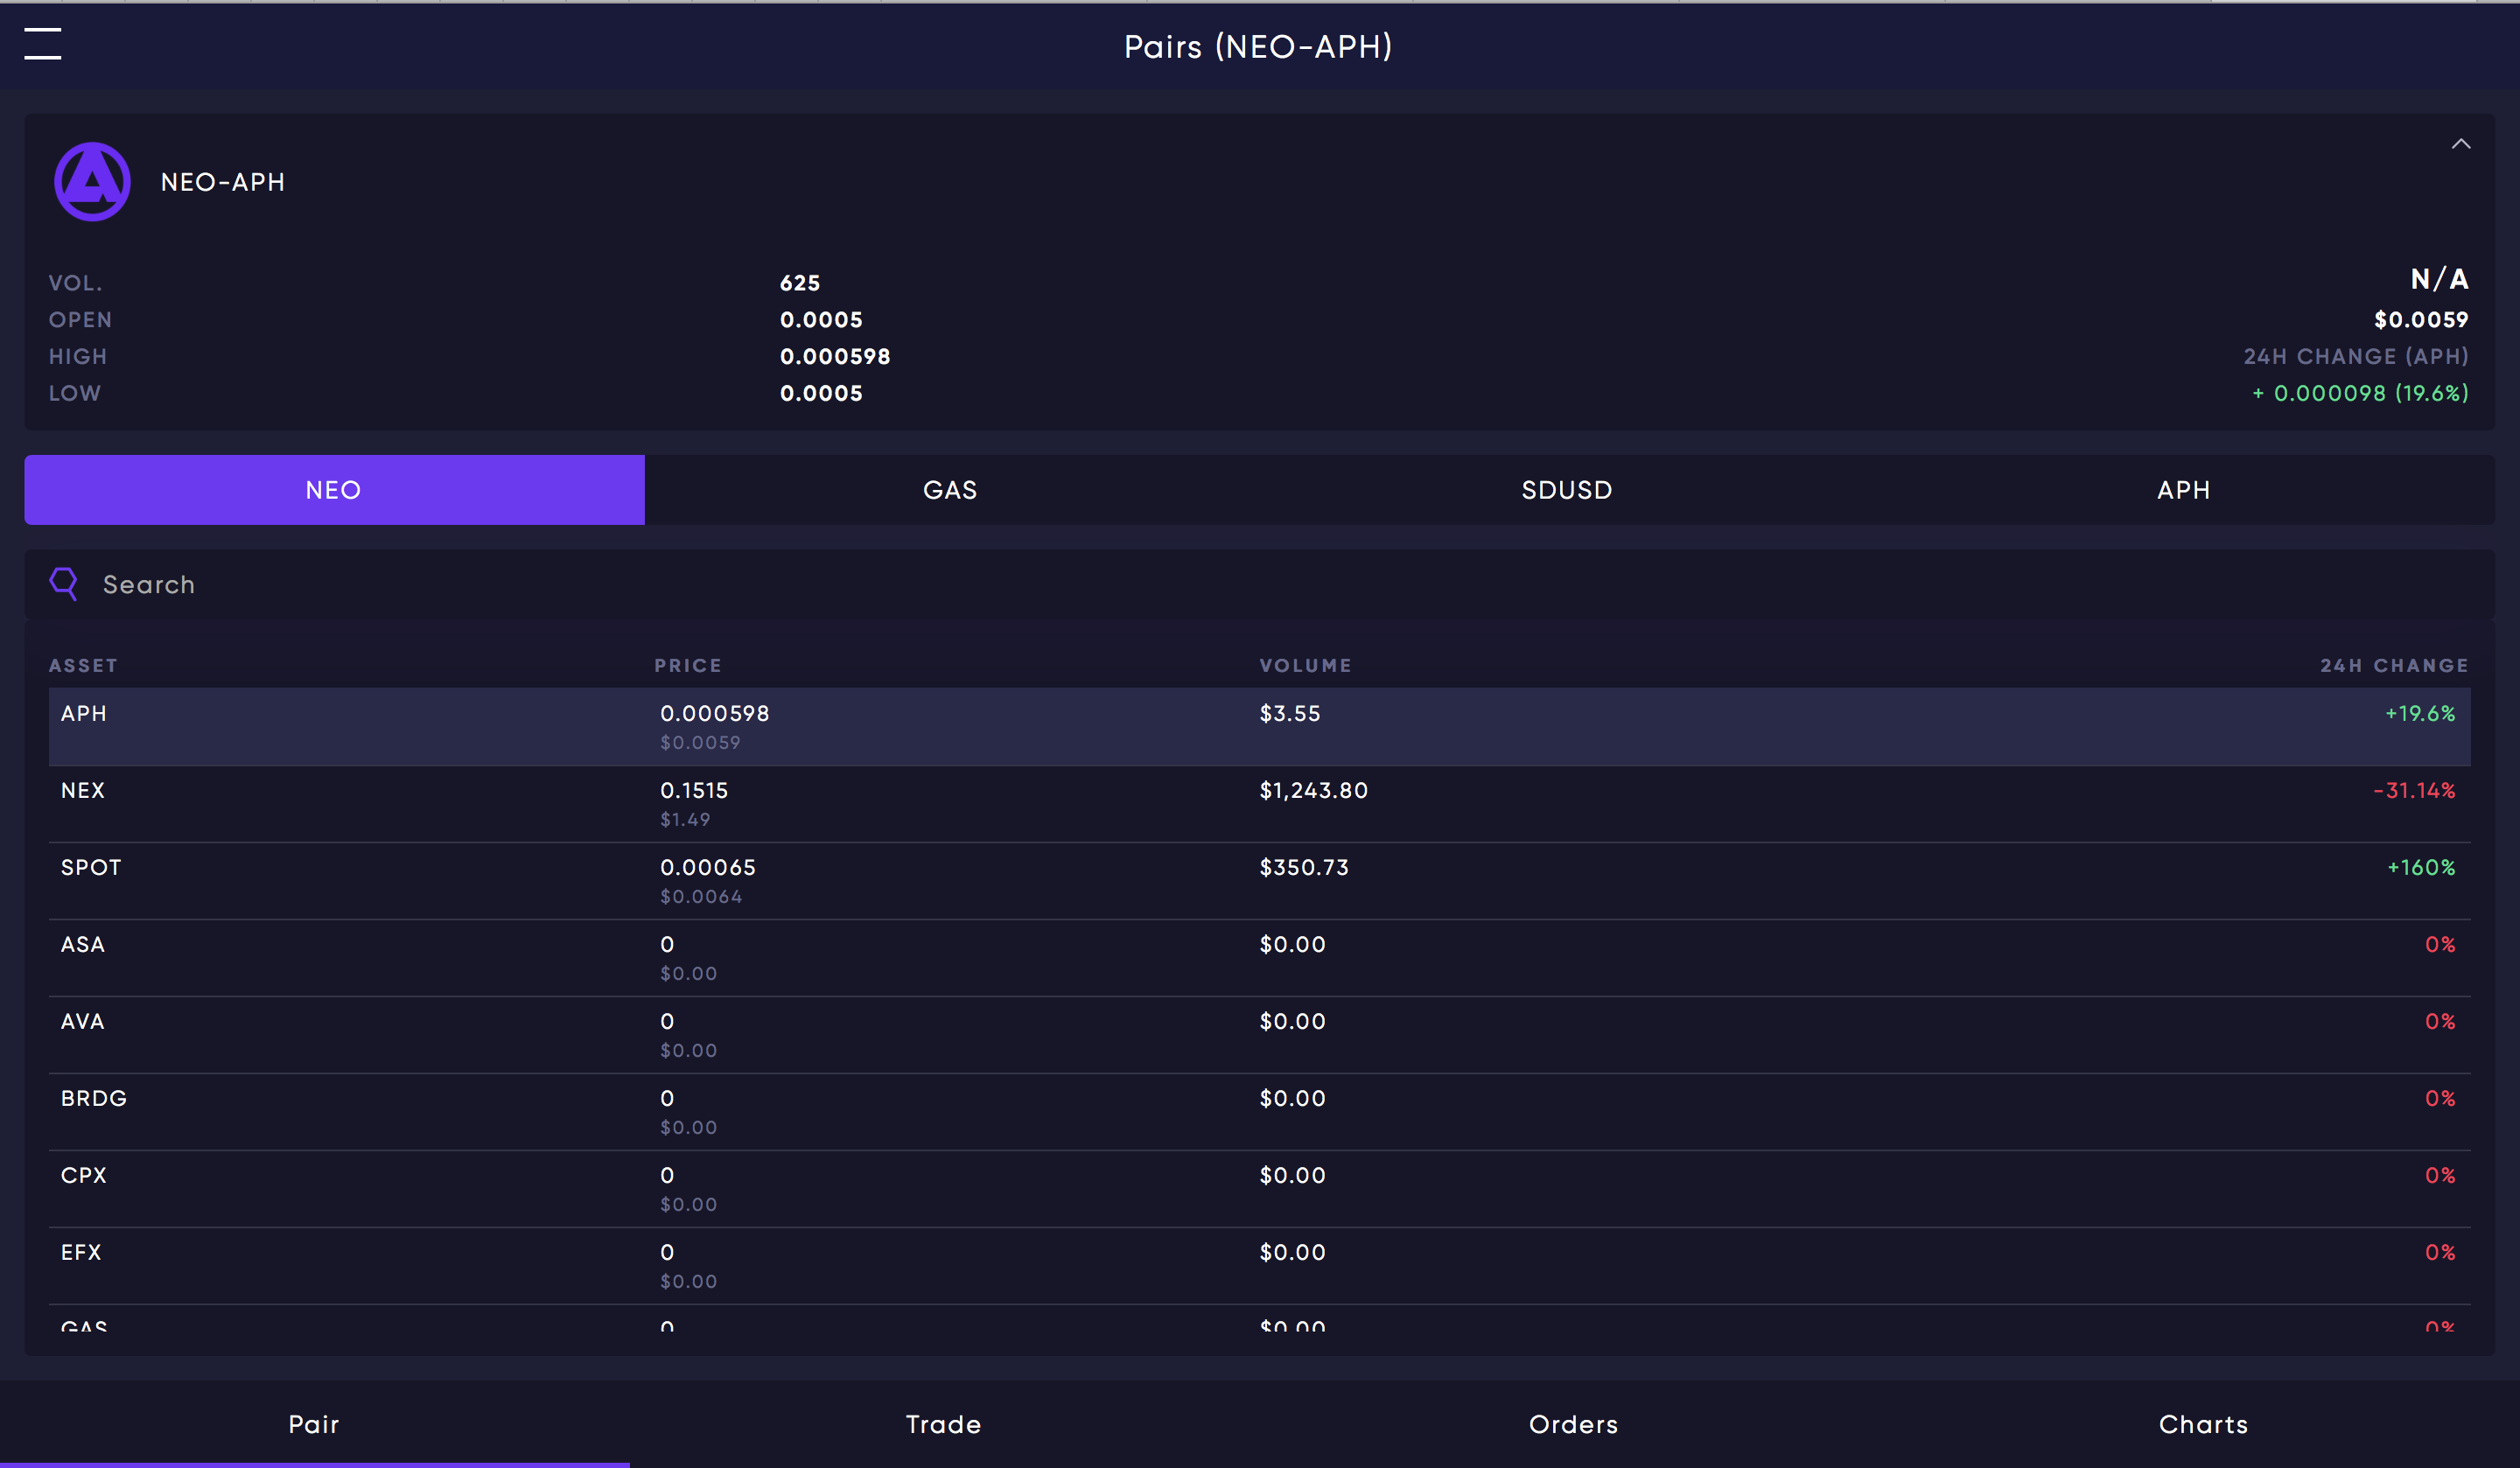 Pairs (NEO-APH)
NEO-APH
VOL. 625 N/A
OPEN 0.0005 $0.0059
HIGH 0.000598 24H CHANGE (APH)
LOW 0.0005 + 0.000098 (19.6%)
NEO GAS SDUSD APH
Search
ASSET PRICE VOLUME 24H CHANGE
APH 0.000598 $3.55 +19.6%
$0.0059
NEX 0.1515 $1,243.80 -31.14%
$1.49
SPOT 0.00065 $350.73 +160%
$0.0064
ASA 0 $0.00 0%
$0.00
AVA 0 $0.00 0%
$0.00
BRDG 0 $0.00 0%
$0.00
CPX 0 $0.00 0%
$0.00
EFX 0 $0.00 0%
$0.00
GAS 0 $0.00 0%
Pair Trade Orders Charts